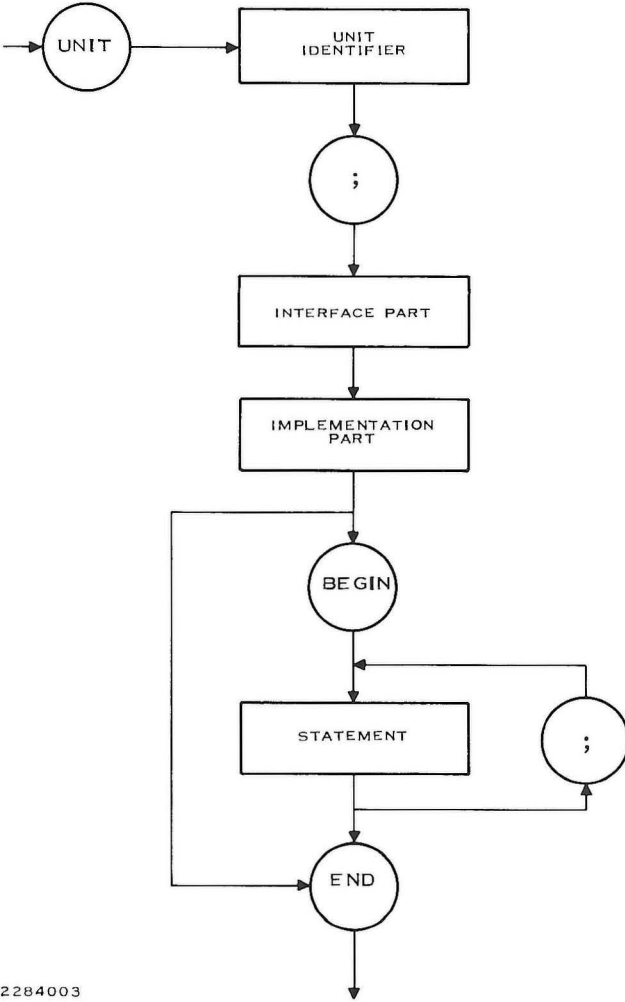 UNIT
UNIT
IDENTIFIER
;
INTERFACE PART
IMPLEMENTATION
PART
BEGIN
STATEMENT
;
END
2284003